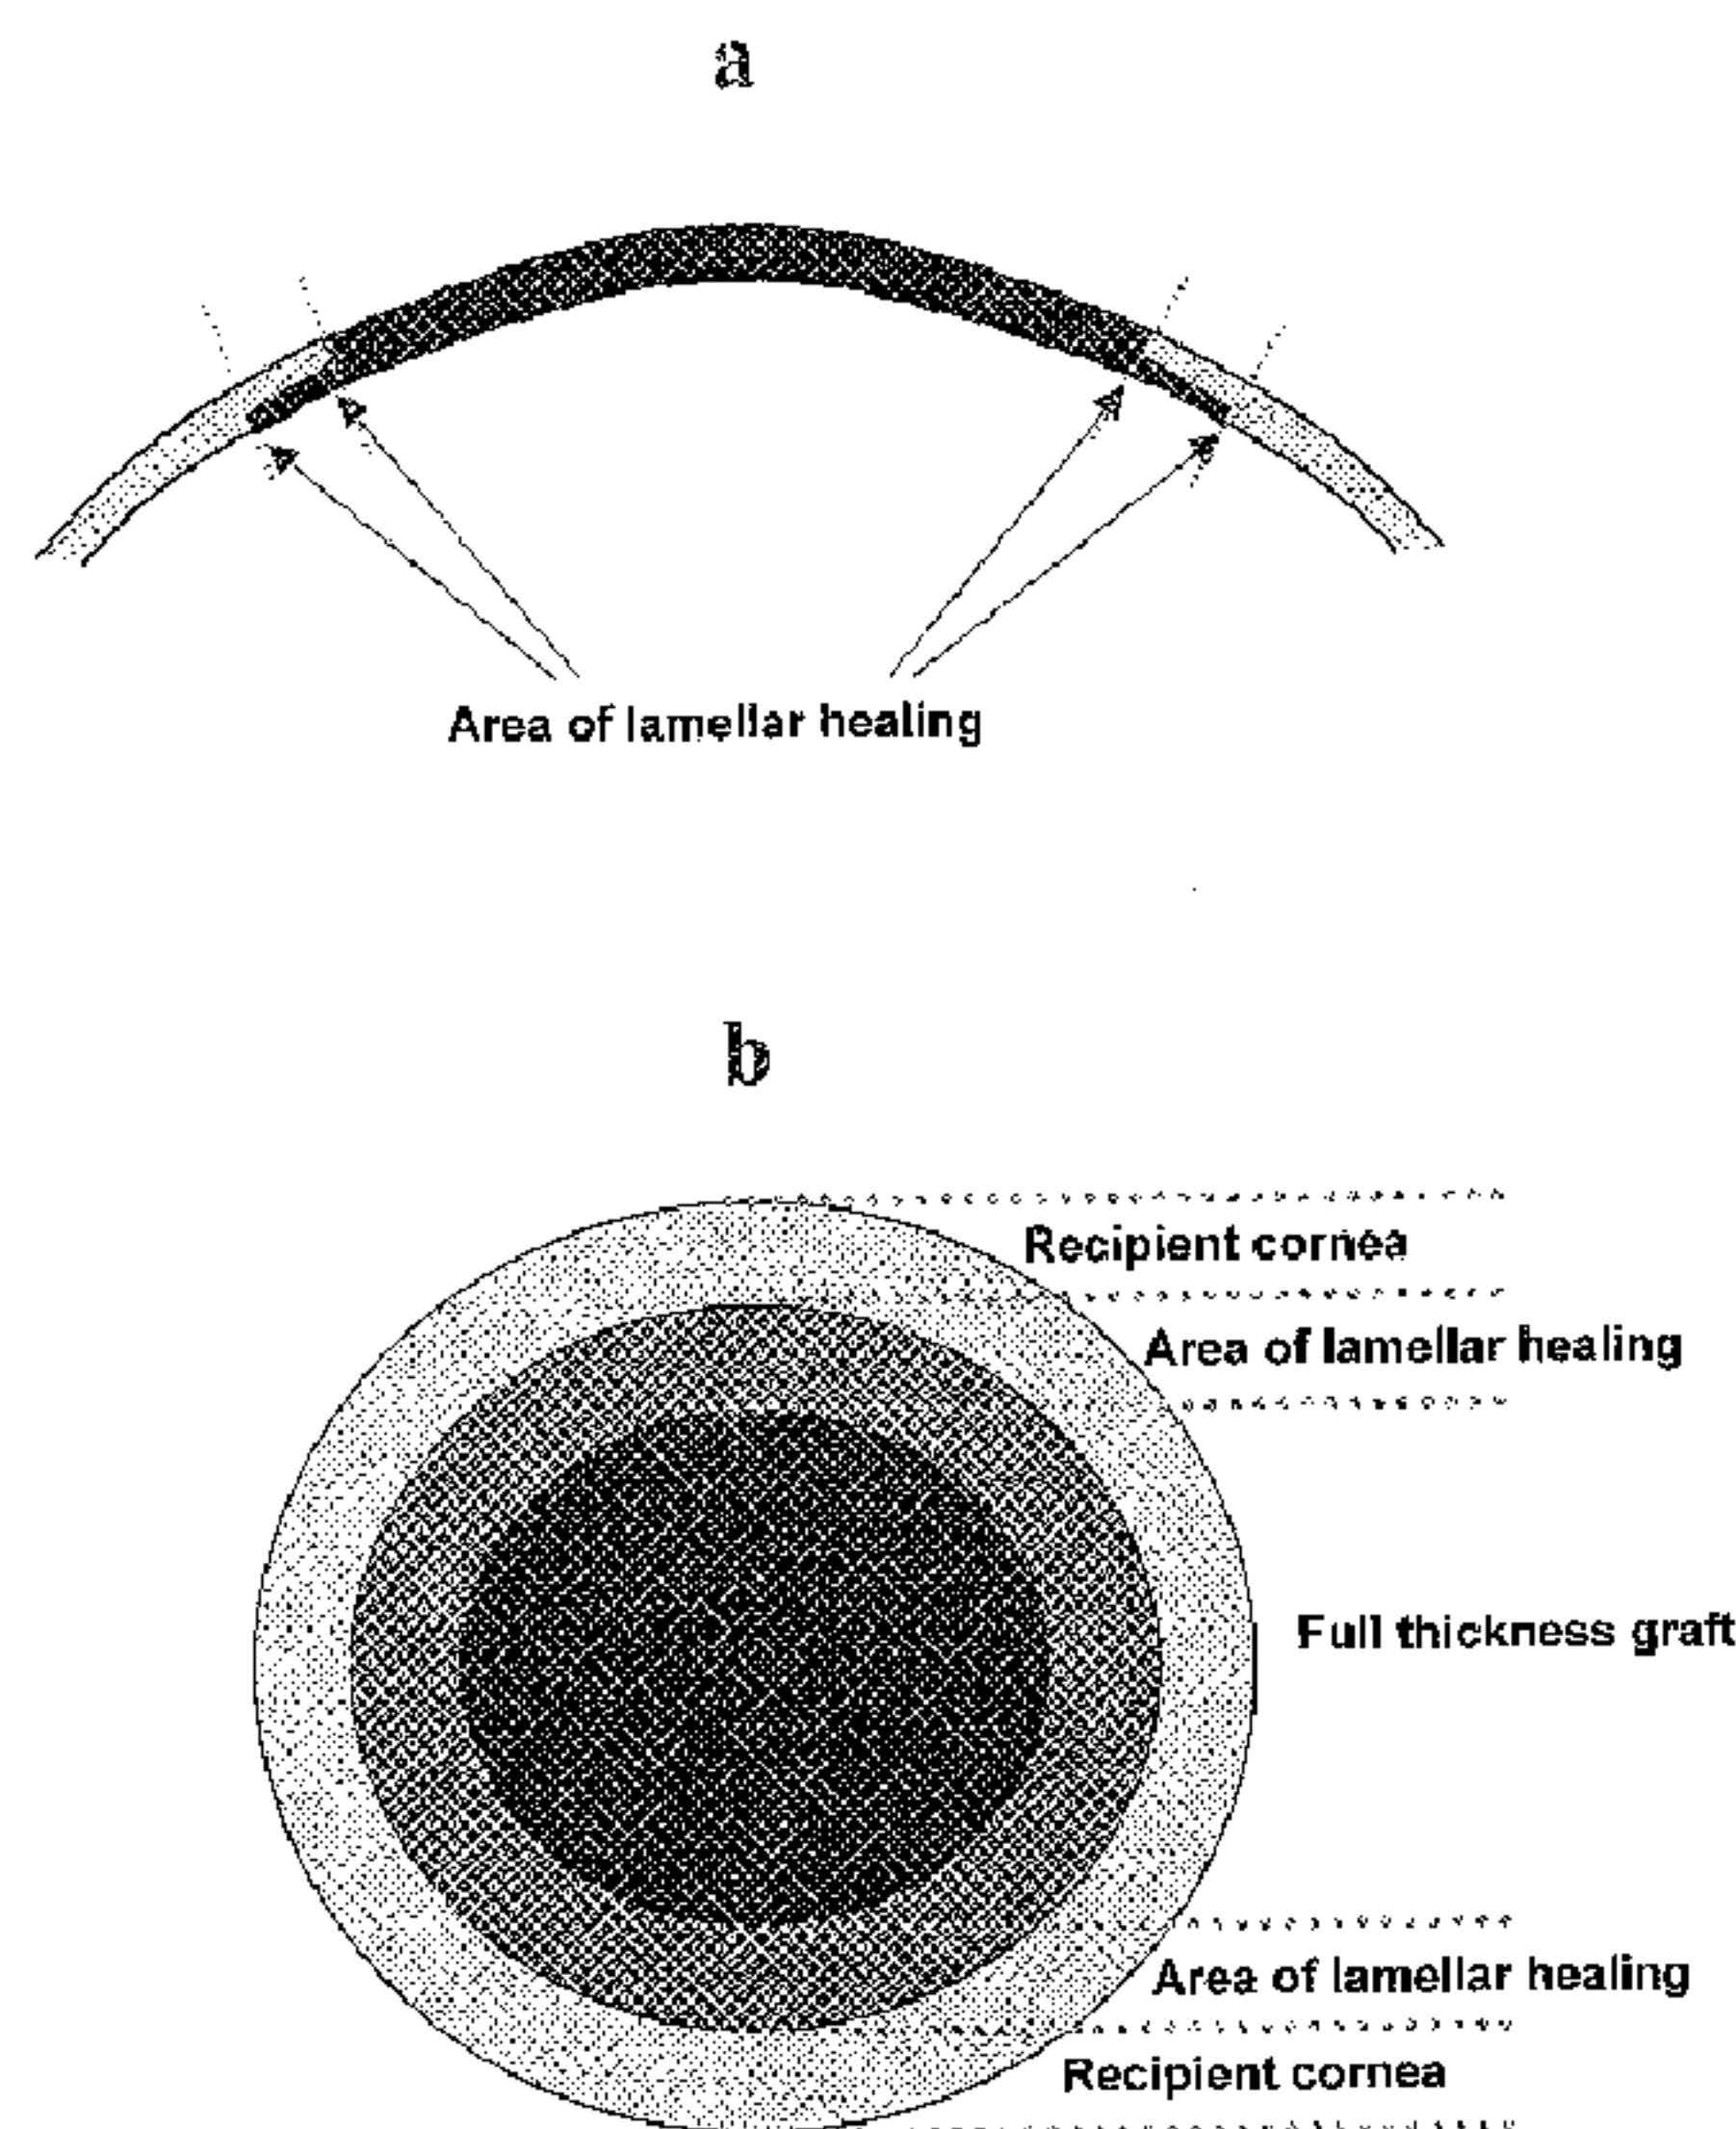 a
Area of lamellar healing
b
Recipient cornea
Area of lamellar healing
Full thickness graft
Area of lamellar healing
Recipient cornea